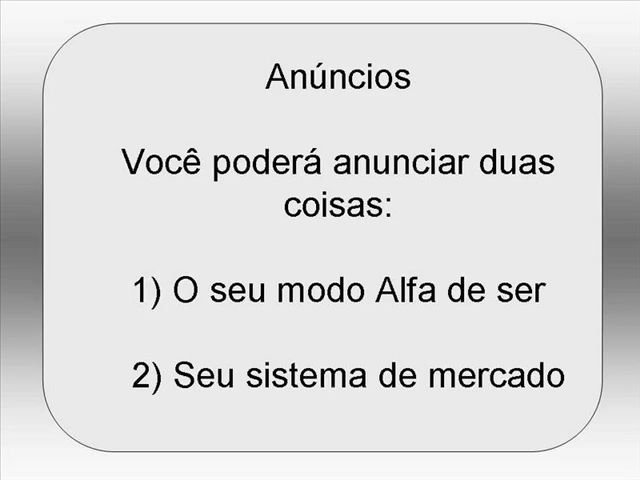 Anúncios
Você poderá anunciar duas
coisas:
1) O seu modo Alfa de ser
2) Seu sistema de mercado